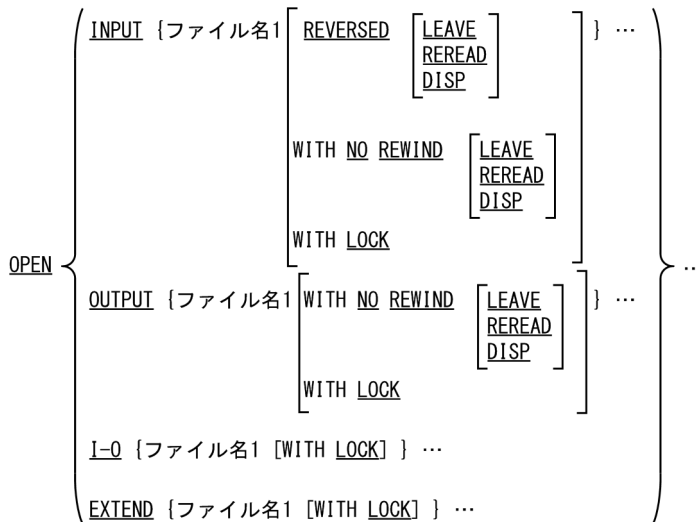 INPUT {ファイル名1 REVERSED [LEAVE } …
REREAD
DISP]
WITH NO REWIND [LEAVE
REREAD
DISP]
WITH LOCK
OPEN
OUTPUT {ファイル名1 [WITH NO REWIND [LEAVE } …
REREAD
DISP]
WITH LOCK]
I-O {ファイル名1 [WITH LOCK] } …
EXTEND {ファイル名1 [WITH LOCK] } …